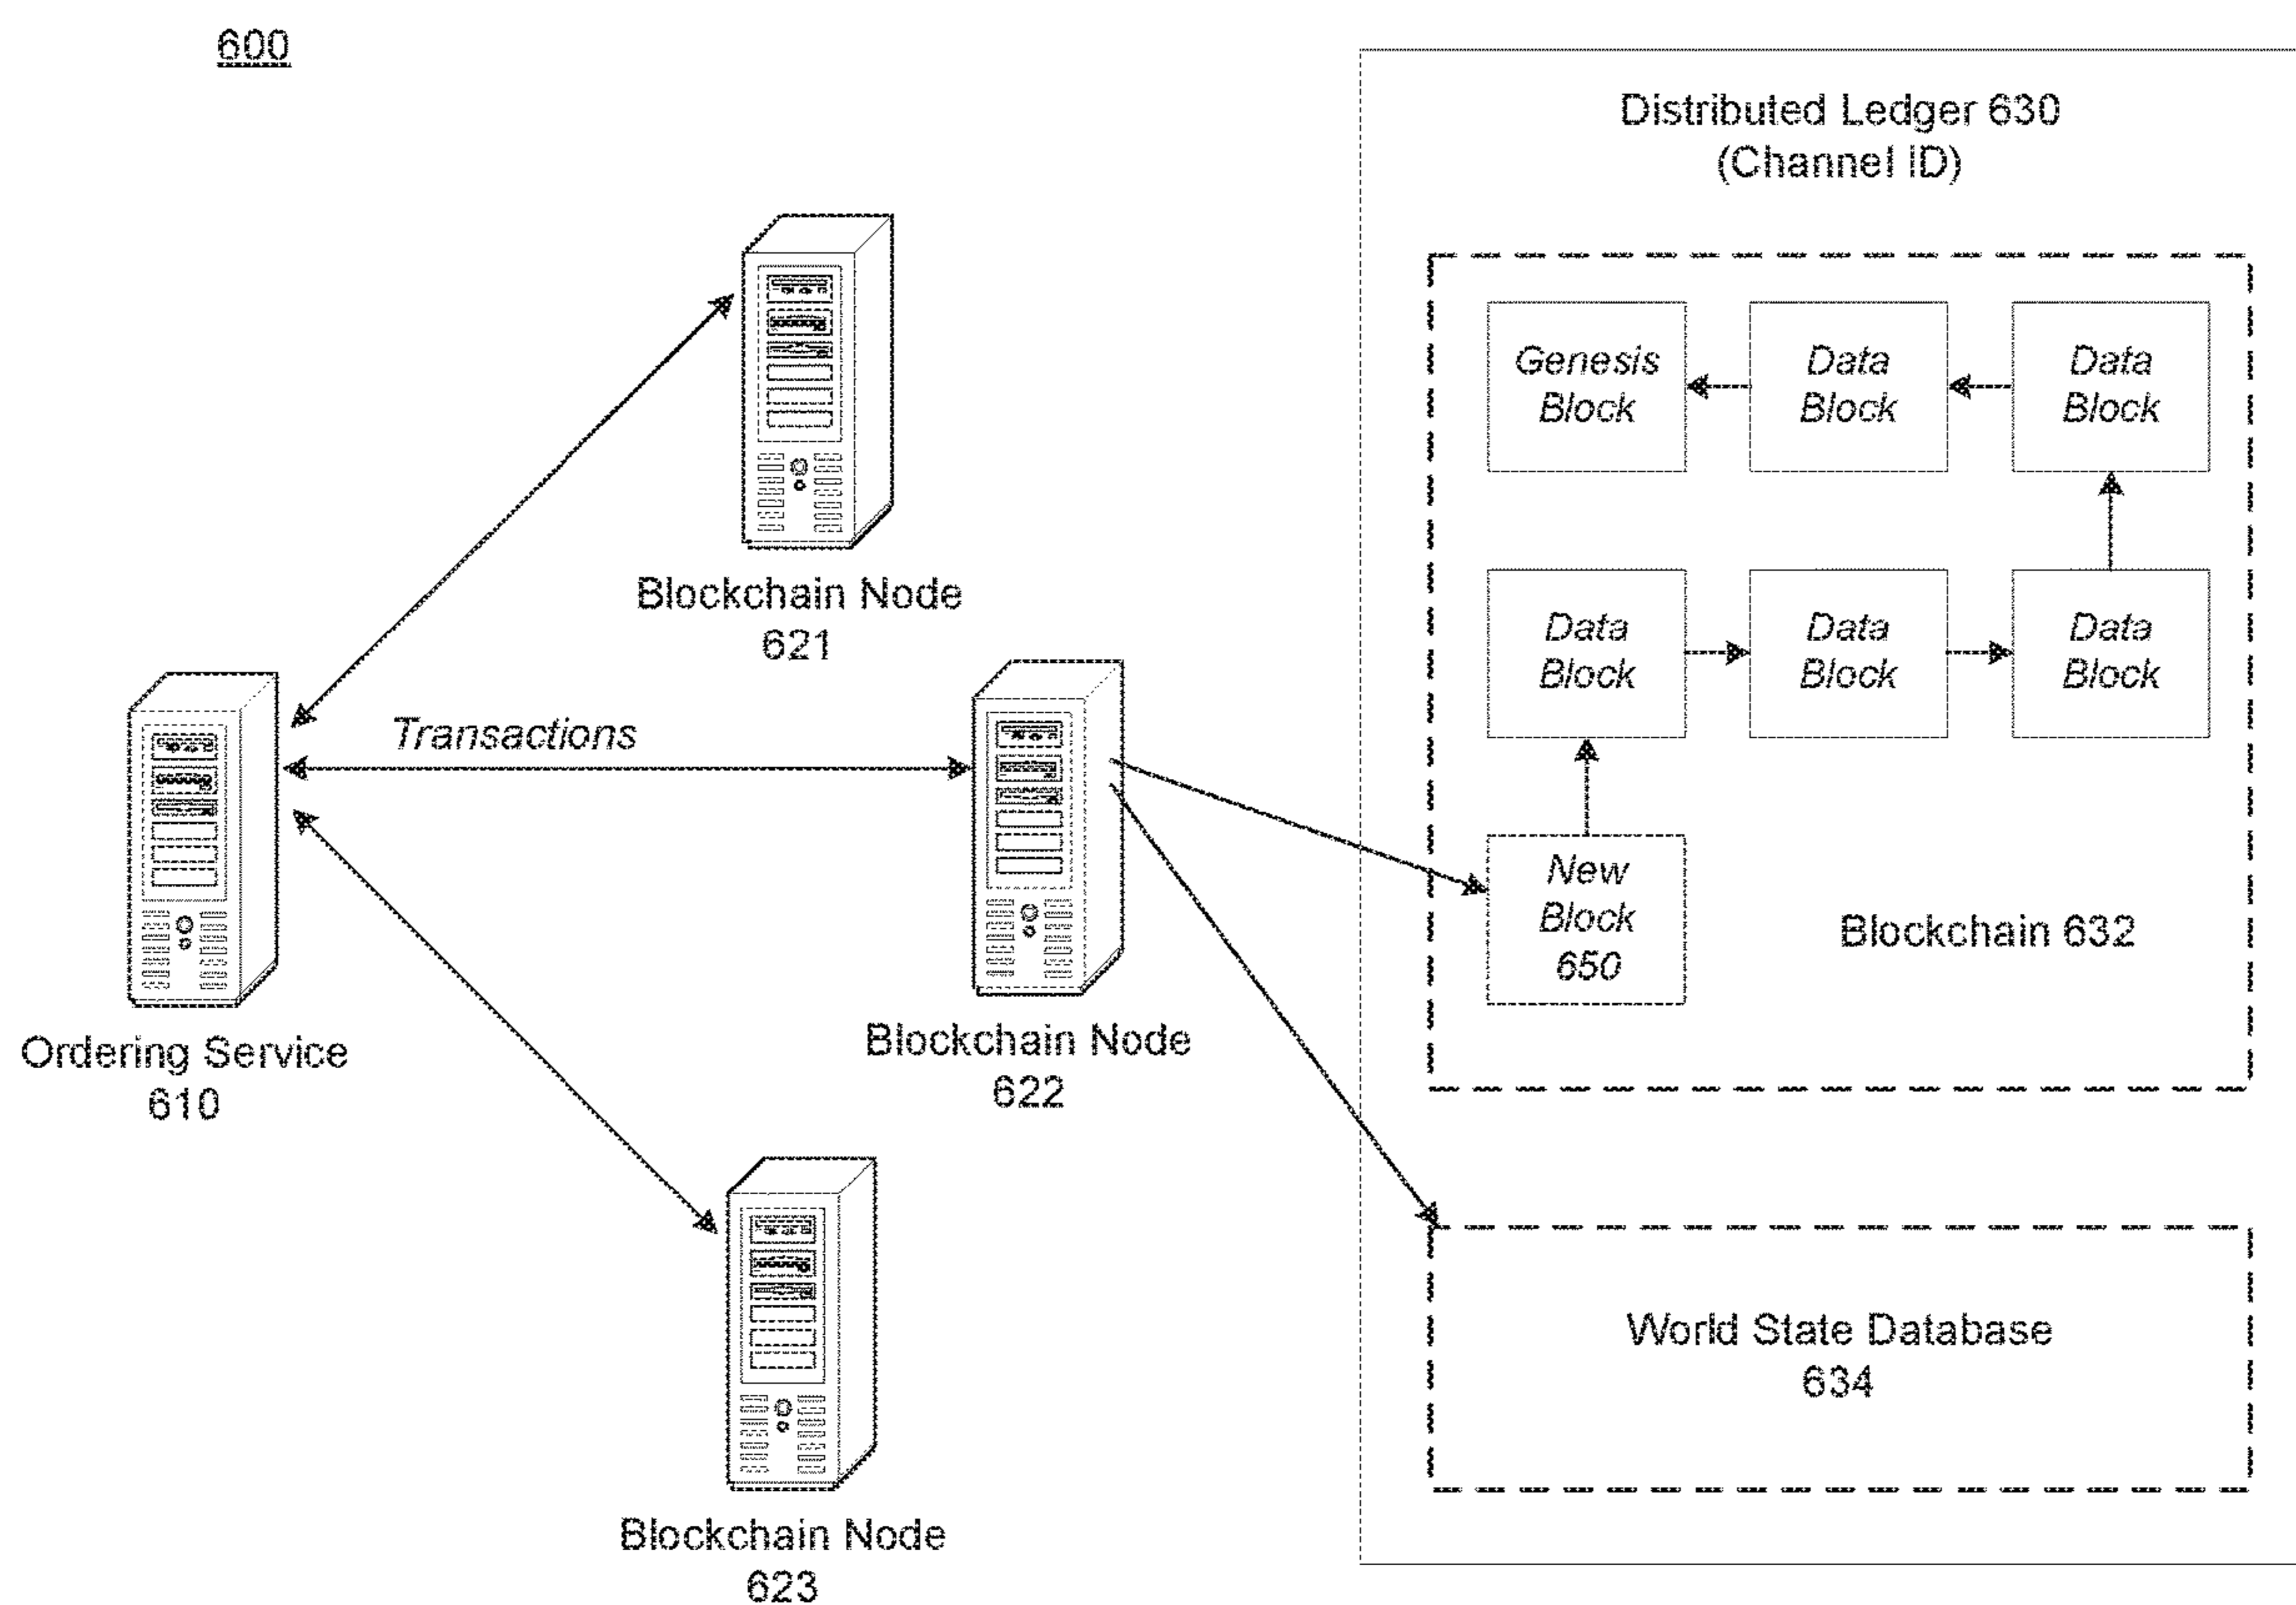 600
Distributed Ledger 630
(Channel ID)
Genesis
Block
Data
Block
Data
Block
Blockchain Node
621
Data
Block
Data
Block
Data
Block
Transactions
New
Block
650
Blockchain 632
Ordering Service
610
Blockchain Node
622
World State Database
634
Blockchain Node
623